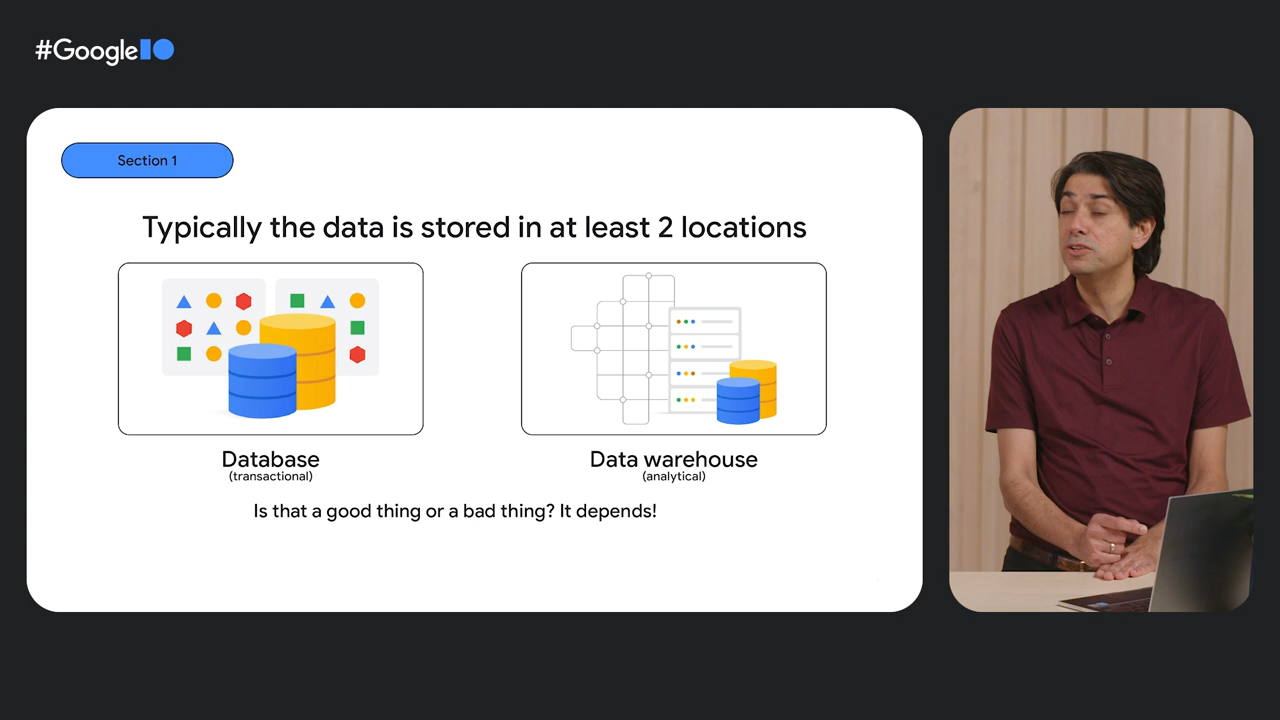 #Google
Section 1
Typically the data is stored in at least 2 locations
Database
(transactional)
Data warehouse
(analytical)
Is that a good thing or a bad thing? It depends!